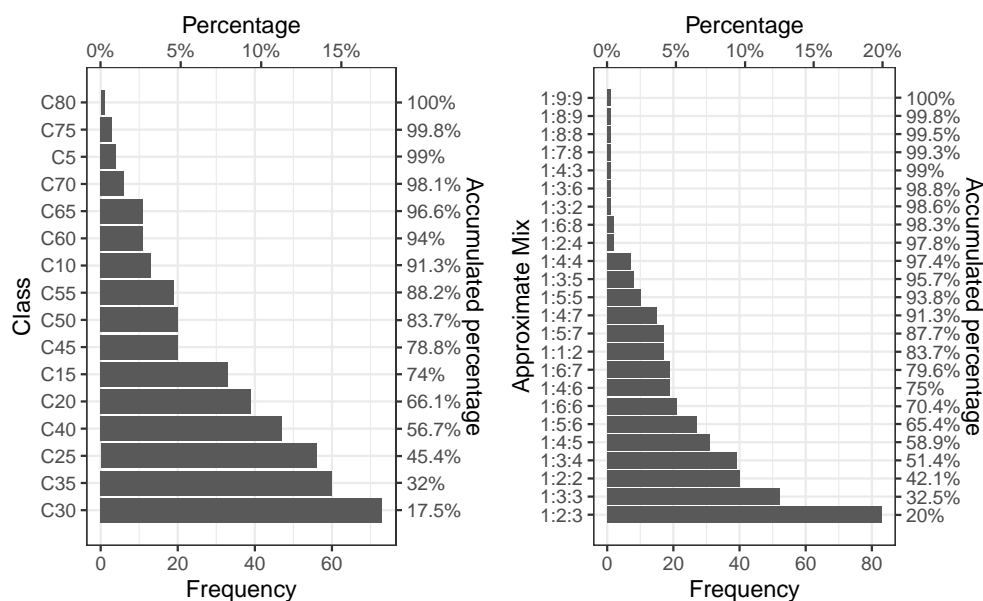 Percentage
0% 5% 10% 15%
C80 100%
C75 99.8%
C5 99%
C70 98.1%
C65 96.6%
C60 94%
C10 91.3%
C55 88.2%
C50 83.7%
C45 78.8%
C15 74%
C20 66.1%
C40 56.7%
C25 45.4%
C35 32%
C30 17.5%
0 20 40 60
Frequency
Class
Accumulated percentage
Percentage
0% 5% 10% 15% 20%
1:9:9 100%
1:8:9 99.8%
1:8:8 99.5%
1:7:8 99.3%
1:4:3 99%
1:3:6 98.8%
1:3:2 98.6%
1:6:8 98.3%
1:2:4 97.8%
1:4:4 97.4%
1:3:5 95.7%
1:5:5 93.8%
1:4:7 91.3%
1:5:7 87.7%
1:1:2 83.7%
1:6:7 79.6%
1:4:6 75%
1:6:6 70.4%
1:5:6 65.4%
1:4:5 58.9%
1:3:4 51.4%
1:2:2 42.1%
1:3:3 32.5%
1:2:3 20%
0 20 40 60 80
Frequency
Approximate Mix
Accumulated percentage